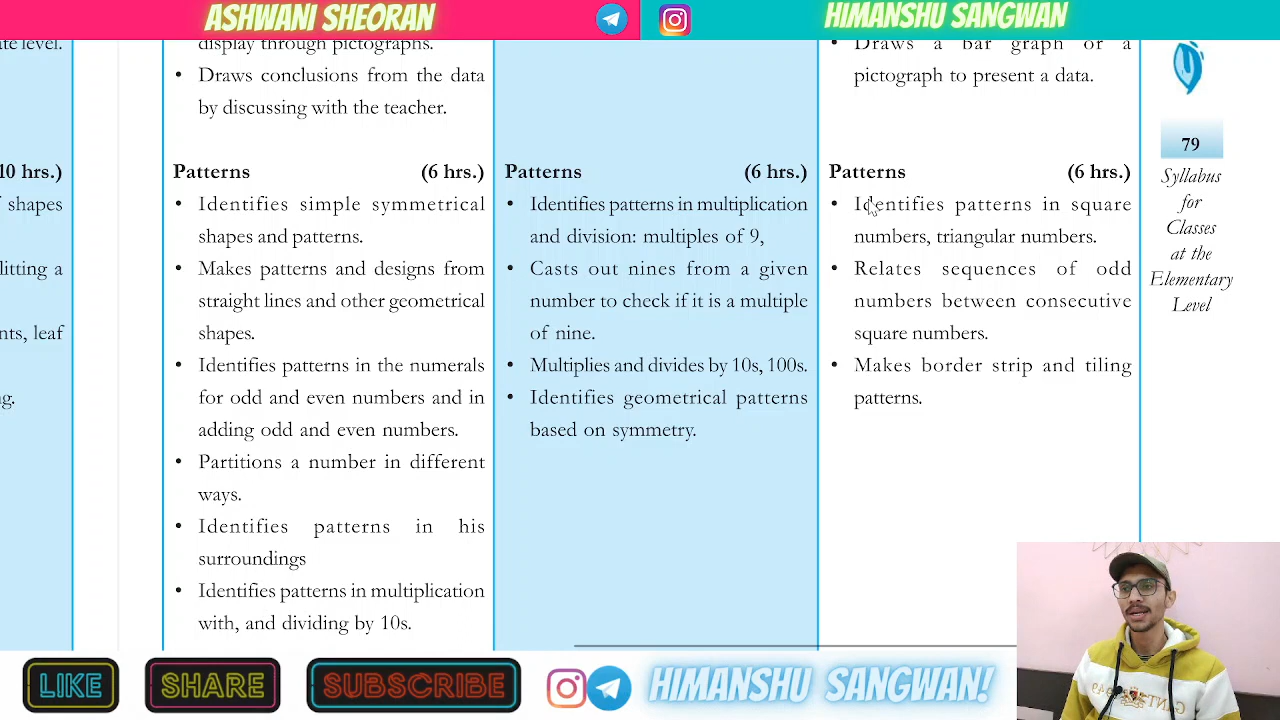 ASHWANI SHEORAN
HIMANSHU SANGWAN
te level.
10 hrs.)
f shapes
litting a
nts, leaf
ng.
display through pictographs.
• Draws conclusions from the data
by discussing with the teacher.
Patterns (6 hrs.)
• Identifies simple symmetrical
shapes and patterns.
• Makes patterns and designs from
straight lines and other geometrical
shapes.
• Identifies patterns in the numerals
for odd and even numbers and in
adding odd and even numbers.
• Partitions a number in different
ways.
• Identifies patterns in his
surroundings
• Identifies patterns in multiplication
with, and dividing by 10s.
Patterns (6 hrs.)
• Identifies patterns in multiplication
and division: multiples of 9,
• Casts out nines from a given
number to check if it is a multiple
of nine.
• Multiplies and divides by 10s, 100s.
• Identifies geometrical patterns
based on symmetry.
• Draws a bar graph or a
pictograph to present a data.
Patterns (6 hrs.)
• Identifies patterns in square
numbers, triangular numbers.
• Relates sequences of odd
numbers between consecutive
square numbers.
• Makes border strip and tiling
patterns.
79
Syllabus
for
Classes
at the
Elementary
Level
LIKE
SHARE
SUBSCRIBE
HIMANSHU SANGWAN!